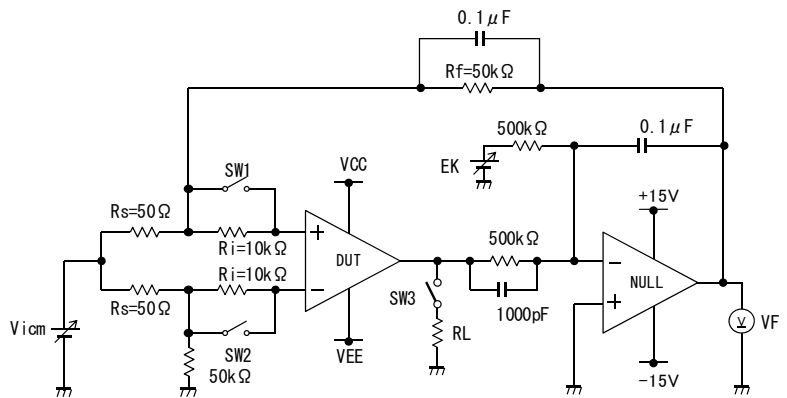 0.1μF
Rf=50kΩ
500kΩ
0.1μF
EK
SW1
VCC
+15V
Rs=50Ω
Ri=10kΩ
+
DUT
500kΩ
−
NULL
Ri=10kΩ
−
Rs=50Ω
SW3
1000pF
+
V
VF
Vicm
SW2
50kΩ
VEE
RL
−15V